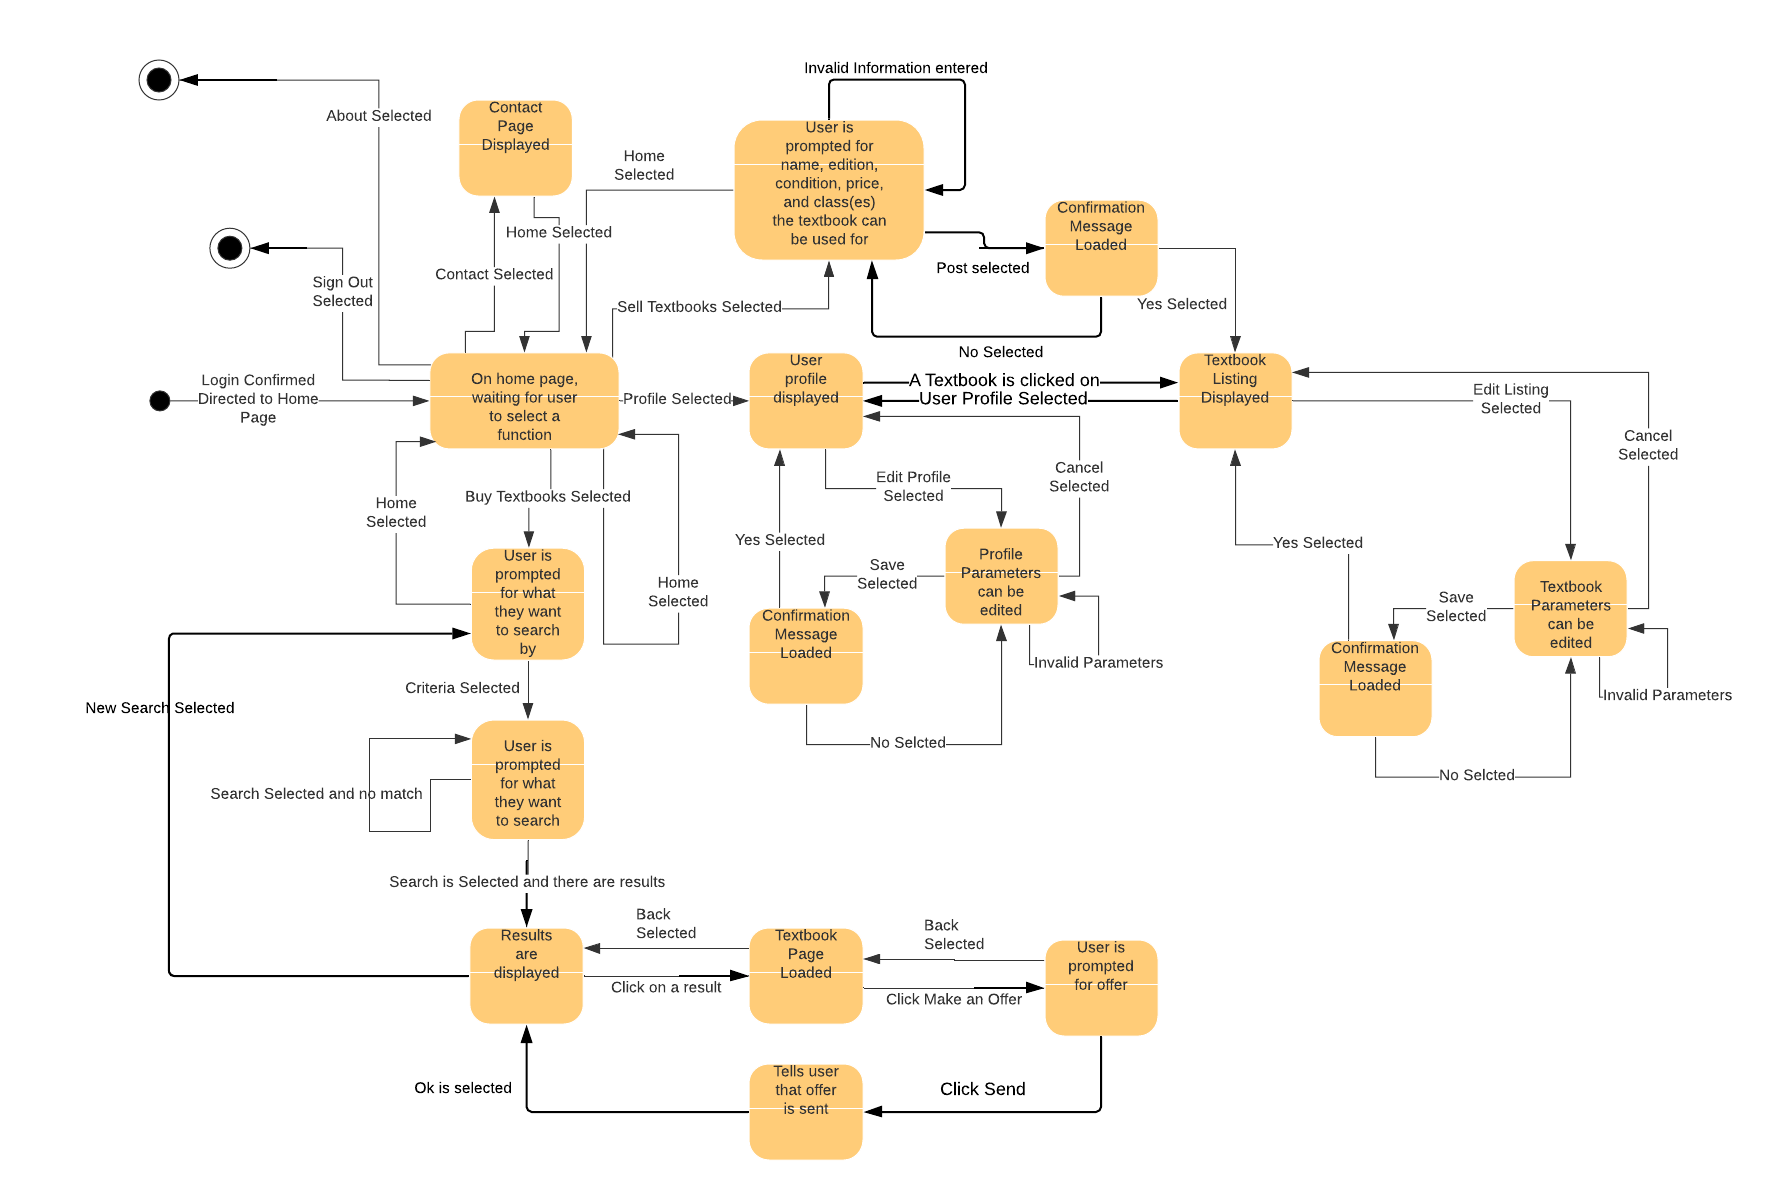 Invalid Information entered
About Selected
Contact
Page
Displayed
User is
prompted for
name, edition,
condition, price,
and class(es)
the textbook can
be used for
Home
Selected
Confirmation
Message
Loaded
Home Selected
Contact Selected
Post selected
Sign Out
Selected
Sell Textbooks Selected
Yes Selected
No Selected
Login Confirmed
Directed to Home
Page
On home page,
waiting for user
to select a
function
Profile Selected
User
profile
displayed
A Textbook is clicked on
User Profile Selected
Textbook
Listing
Displayed
Edit Listing
Selected
Cancel
Selected
Home
Selected
Buy Textbooks Selected
Edit Profile
Selected
Cancel
Selected
Yes Selected
Yes Selected
User is
prompted
for what
they want
to search
by
Home
Selected
Save
Selected
Profile
Parameters
can be
edited
Save
Selected
Textbook
Parameters
can be
edited
Confirmation
Message
Loaded
Invalid Parameters
Confirmation
Message
Loaded
Invalid Parameters
Criteria Selected
New Search Selected
No Selcted
No Selcted
User is
prompted
for what
they want
to search
Search Selected and no match
Search is Selected and there are results
Results
are
displayed
Back
Selected
Click on a result
Textbook
Page
Loaded
Back
Selected
Click Make an Offer
User is
prompted
for offer
Ok is selected
Tells user
that offer
is sent
Click Send